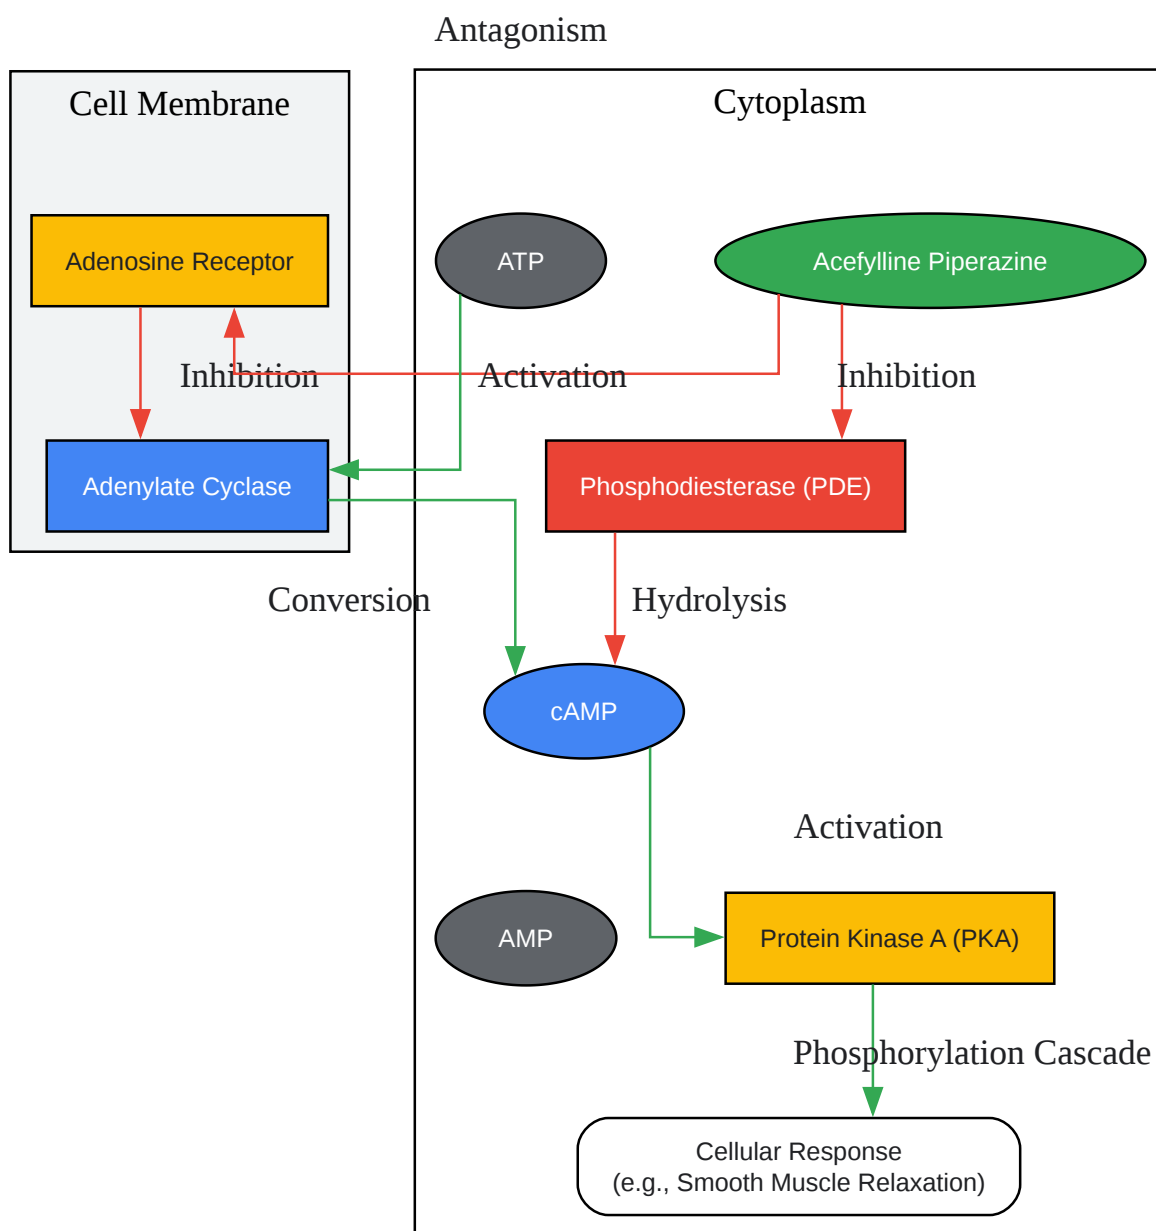 Antagonism
Cell Membrane
Cytoplasm
Adenosine Receptor
ATP
Acefylline Piperazine
Inhibition
Activation
Inhibition
Adenylate Cyclase
Phosphodiesterase (PDE)
Conversion
Hydrolysis
cAMP
Activation
AMP
Protein Kinase A (PKA)
Phosphorylation Cascade
Cellular Response
(e.g., Smooth Muscle Relaxation)